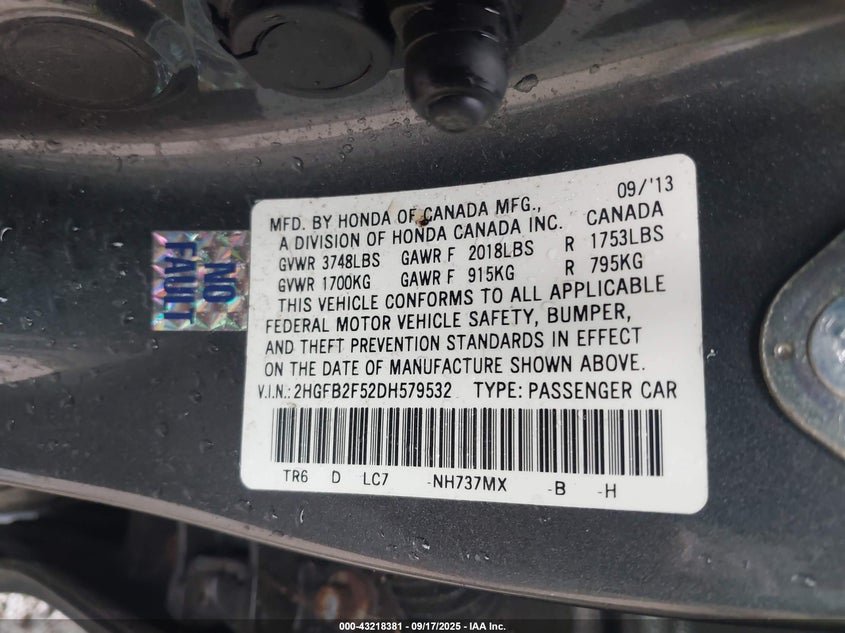 09/'13
MFD. BY HONDA OF CANADA MFG.,
A DIVISION OF HONDA CANADA INC. CANADA
GVWR 3748LBS GAWR F 2018LBS R 1753LBS
GVWR 1700KG GAWR F 915KG R 795KG
THIS VEHICLE CONFORMS TO ALL APPLICABLE
FEDERAL MOTOR VEHICLE SAFETY, BUMPER,
AND THEFT PREVENTION STANDARDS IN EFFECT
ON THE DATE OF MANUFACTURE SHOWN ABOVE.
V.I.N.: 2HGFB2F52DH579532 TYPE: PASSENGER CAR
TR6 D LC7 -NH737MX -B -H
NO
FAULT
000-43218381 - 09/17/2025 - IAA Inc.